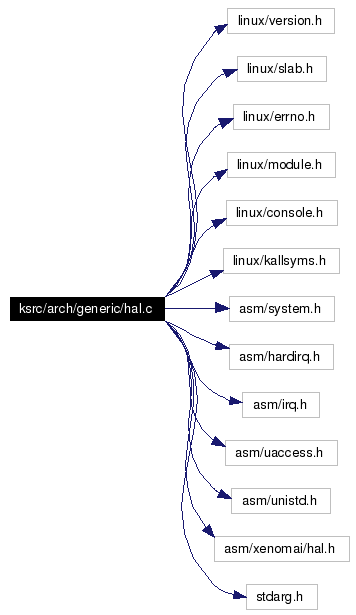 linux/version.h
linux/slab.h
linux/errno.h
linux/module.h
linux/console.h
linux/kallsyms.h
ksrc/arch/generic/hal.c
asm/system.h
asm/hardirq.h
asm/irq.h
asm/uaccess.h
asm/unistd.h
asm/xenomai/hal.h
stdarg.h